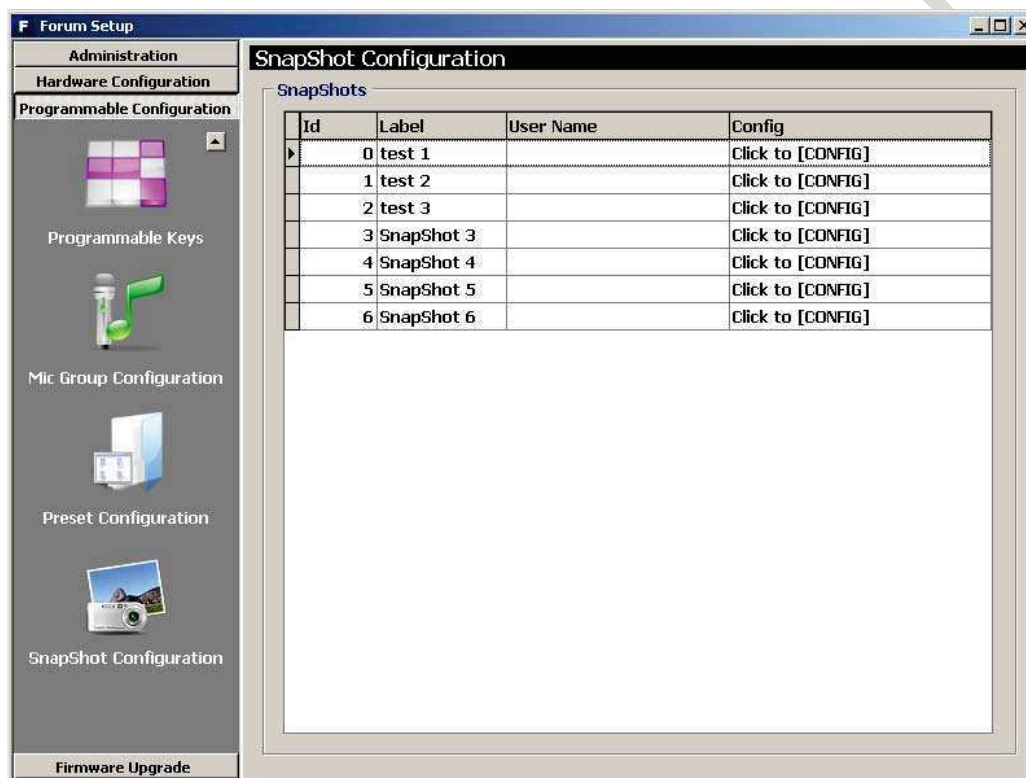 F Forum Setup
Administration
Hardware Configuration
Programmable Configuration
Programmable Keys
Mic Group Configuration
Preset Configuration
SnapShot Configuration
Firmware Upgrade
SnapShot Configuration
SnapShots
Id Label User Name Config
0 test 1 Click to [CONFIG]
1 test 2 Click to [CONFIG]
2 test 3 Click to [CONFIG]
3 SnapShot 3 Click to [CONFIG]
4 SnapShot 4 Click to [CONFIG]
5 SnapShot 5 Click to [CONFIG]
6 SnapShot 6 Click to [CONFIG]